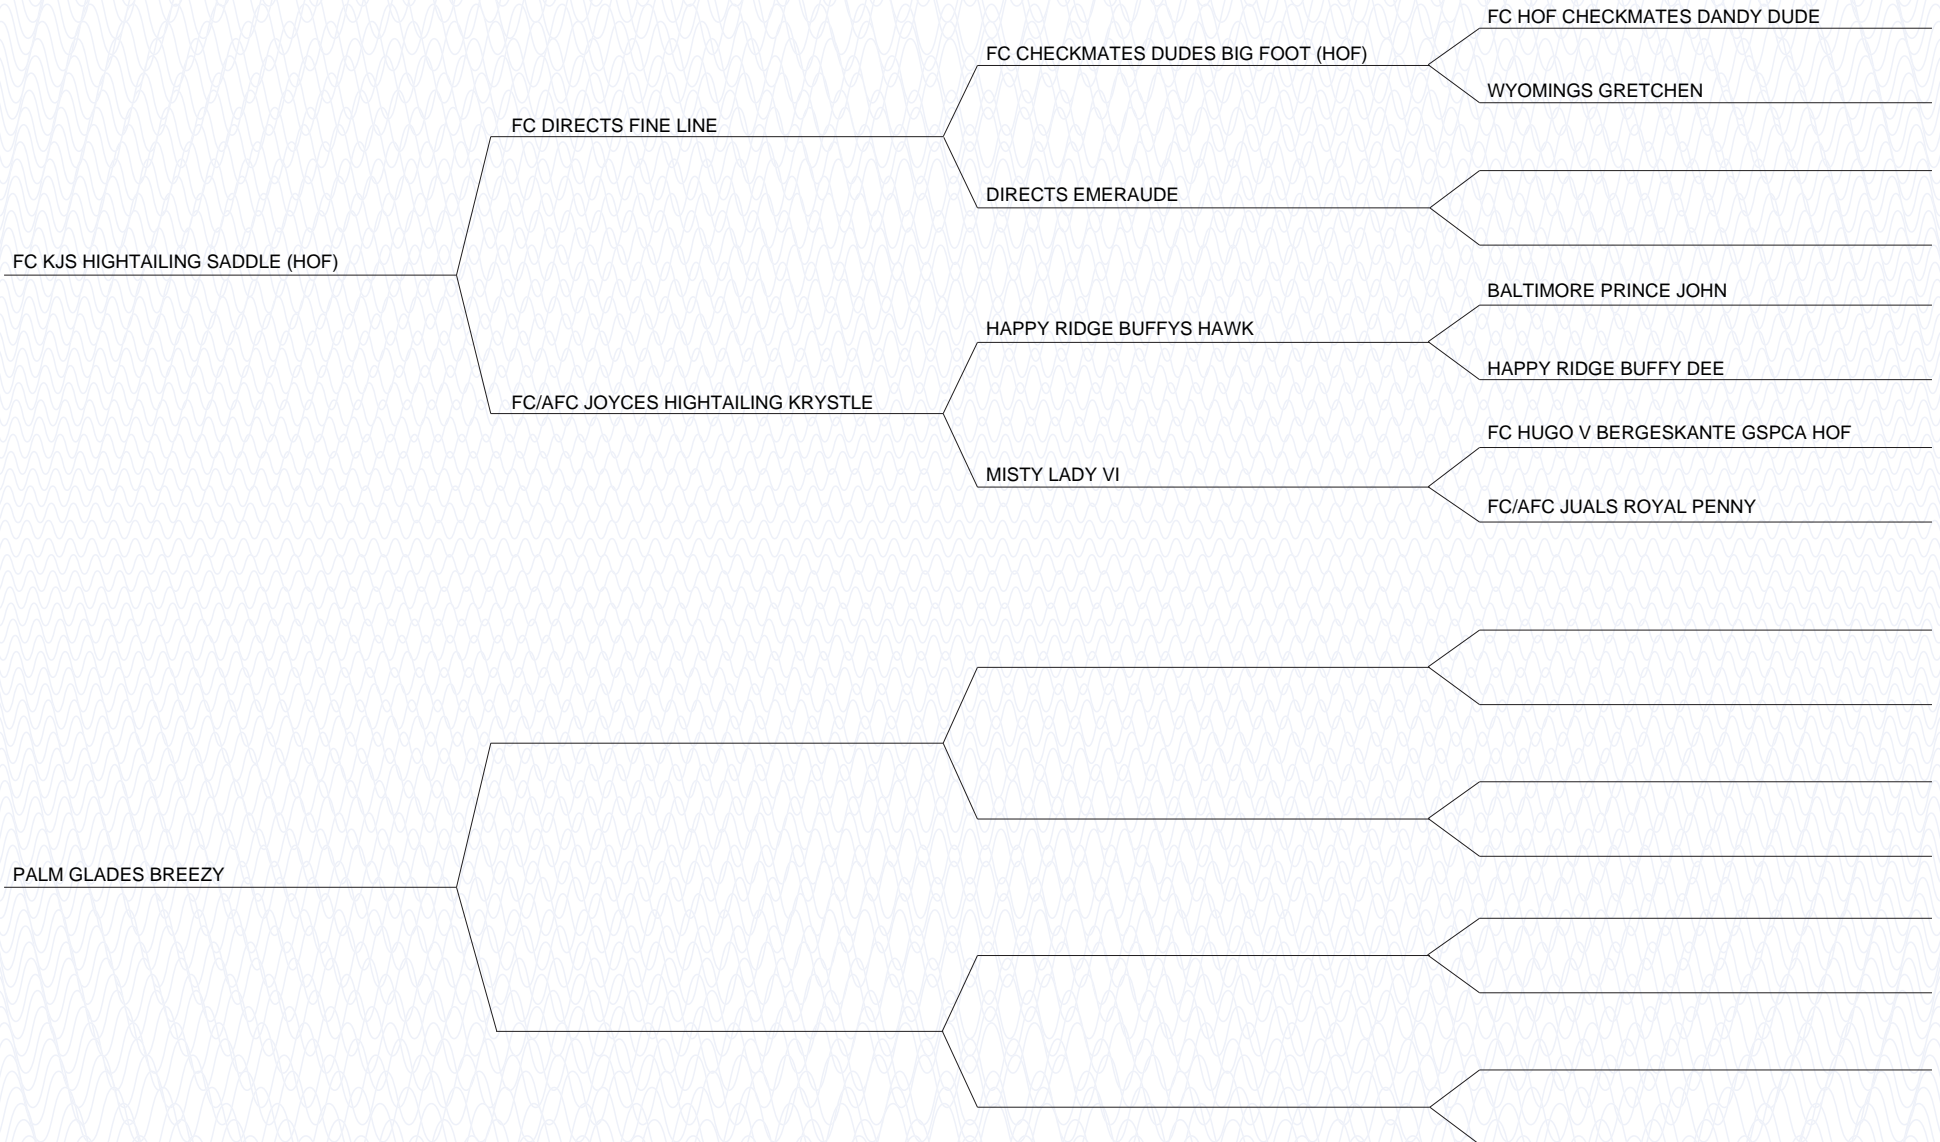 FC HOF CHECKMATES DANDY DUDE
FC CHECKMATES DUDES BIG FOOT (HOF)
WYOMINGS GRETCHEN
FC DIRECTS FINE LINE
DIRECTS EMERAUDE
FC KJS HIGHTAILING SADDLE (HOF)
BALTIMORE PRINCE JOHN
HAPPY RIDGE BUFFYS HAWK
HAPPY RIDGE BUFFY DEE
FC/AFC JOYCES HIGHTAILING KRYSTLE
FC HUGO V BERGESKANTE GSPCA HOF
MISTY LADY VI
FC/AFC JUALS ROYAL PENNY
PALM GLADES BREEZY